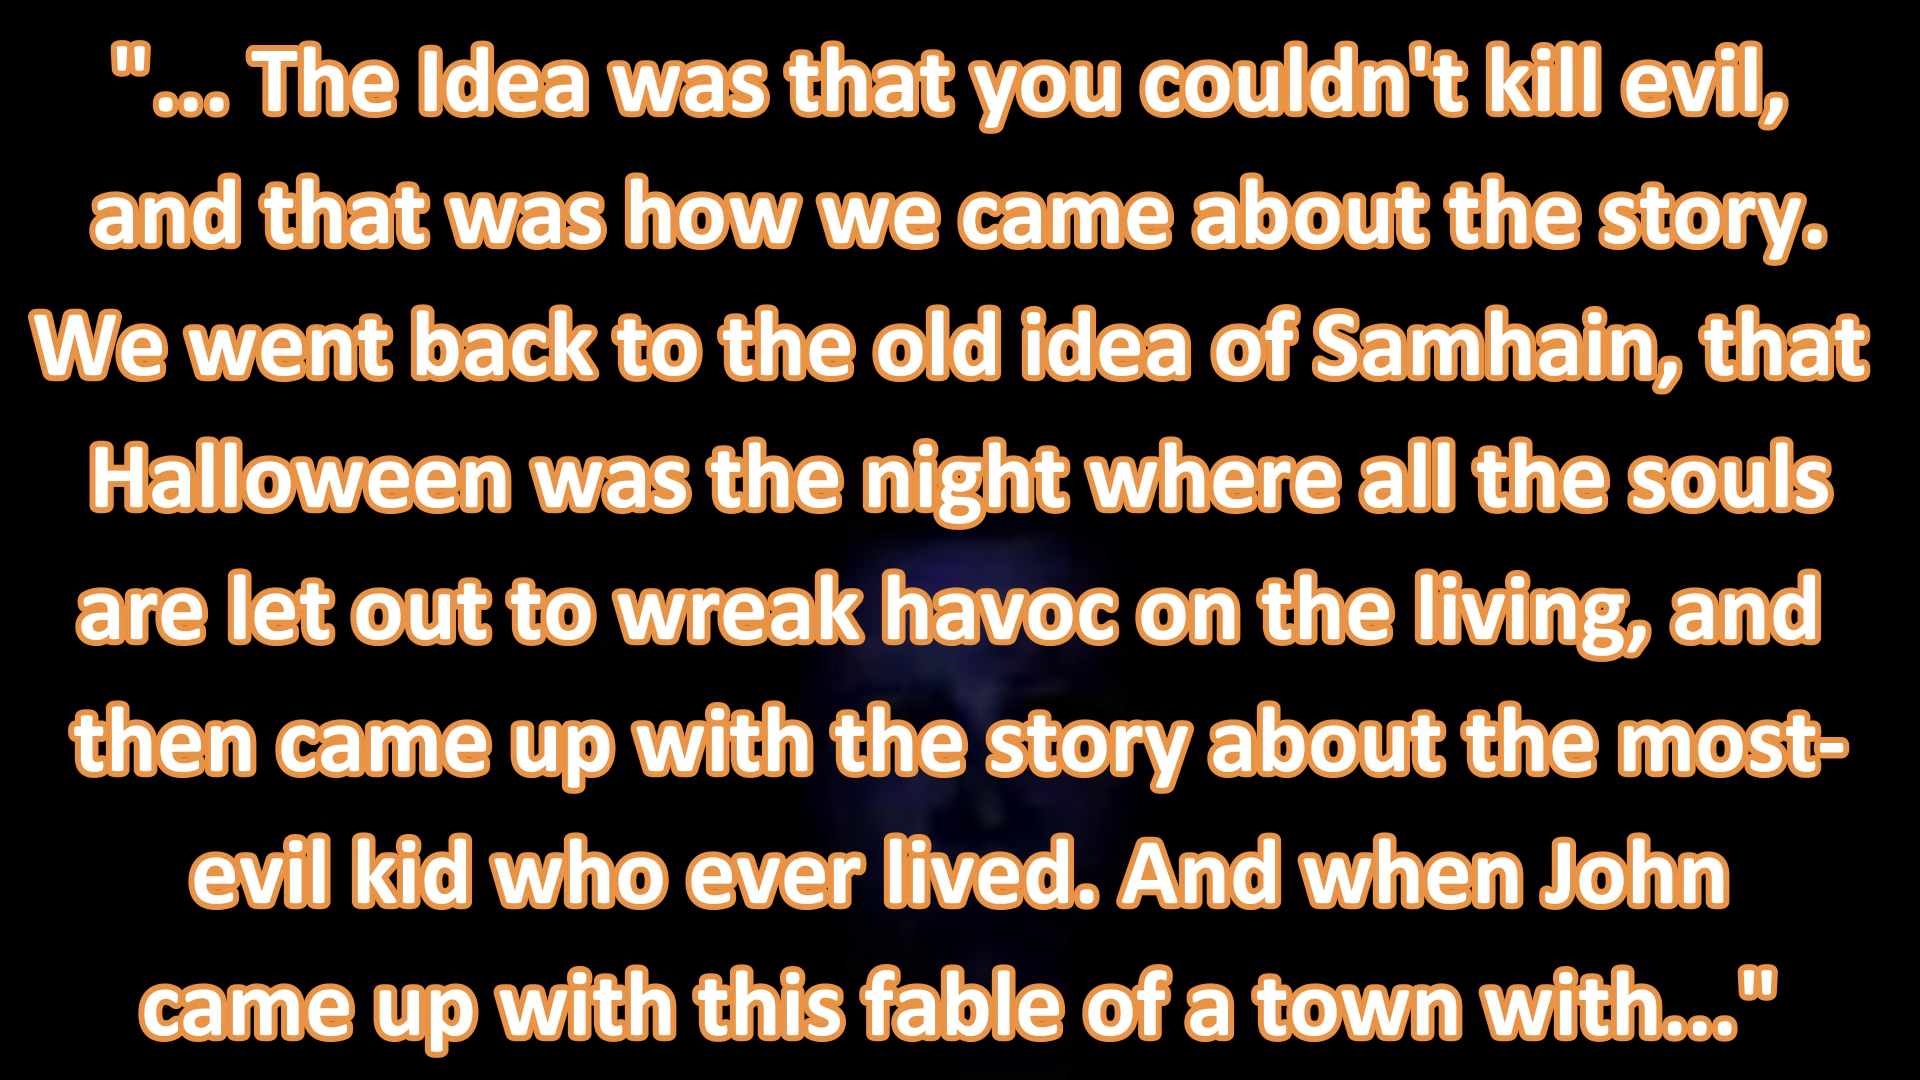 "... The Idea was that you couldn't kill evil,
and that was how we came about the story.
We went back to the old idea of Samhain, that
Halloween was the night where all the souls
are let out to wreak havoc on the living, and
then came up with the story about the most-
evil kid who ever lived. And when John
came up with this fable of a town with..."